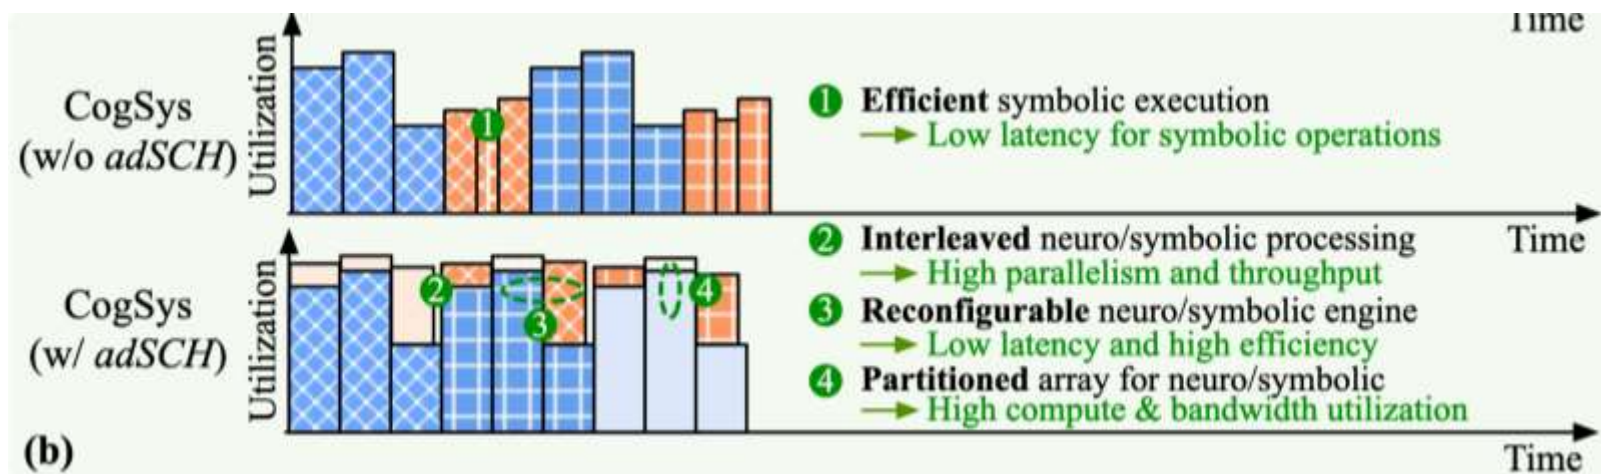 Time
CogSys
(w/o adSCH)
Utilization
1
1 Efficient symbolic execution
Low latency for symbolic operations
Time
CogSys
(w/ adSCH)
Utilization
2
3
4
2 Interleaved neuro/symbolic processing
High parallelism and throughput
3 Reconfigurable neuro/symbolic engine
Low latency and high efficiency
4 Partitioned array for neuro/symbolic
High compute & bandwidth utilization
(b)
Time